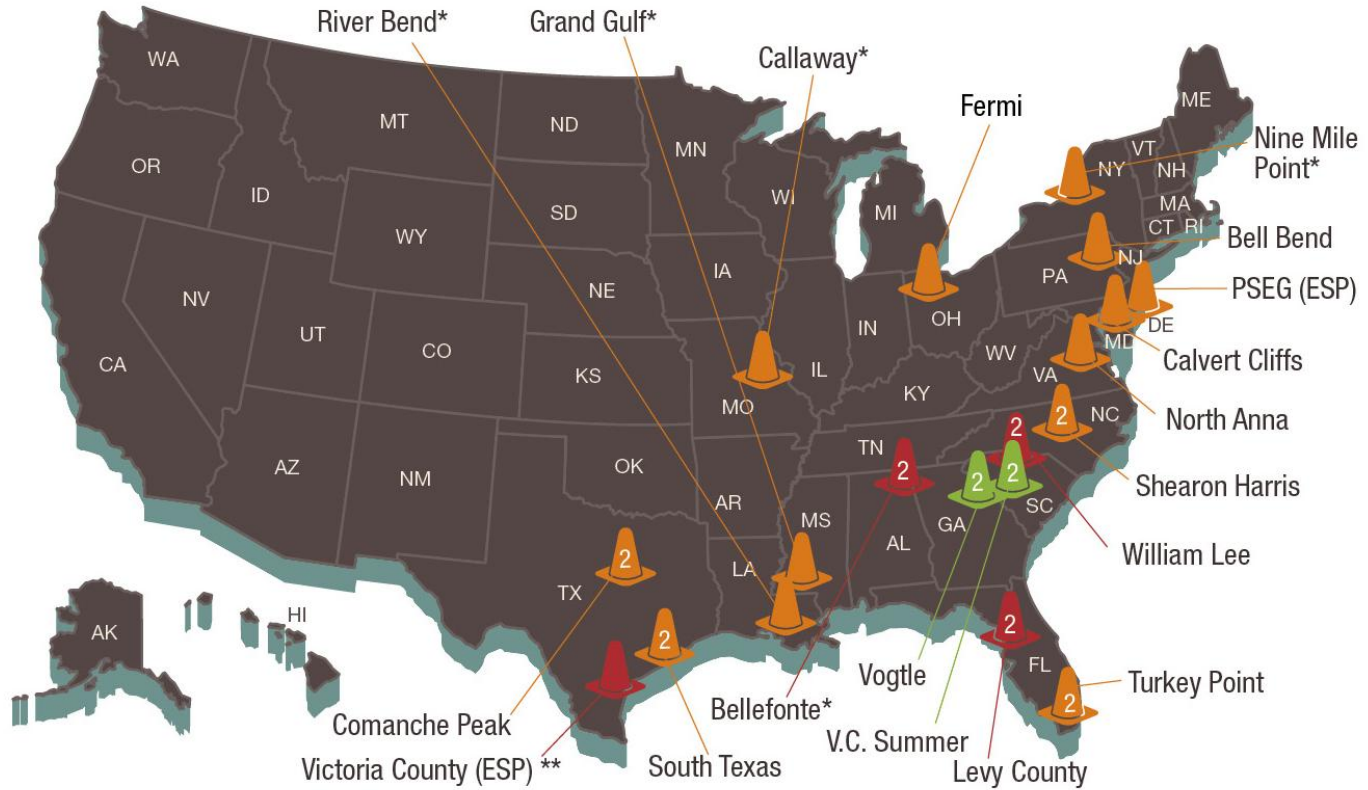 River Bend*
Grand Gulf*
Callaway*
Fermi
Nine Mile
Point*
Bell Bend
PSEG (ESP)
Calvert Cliffs
North Anna
Shearon Harris
William Lee
Turkey Point
Levy County
V.C. Summer
Vogtle
Bellefonte*
South Texas
Victoria County (ESP) **
Comanche Peak
WA
MT
ND
MN
ME
OR
ID
SD
WI
MI
NY
VT
NH
MA
CT
RI
WY
IA
PA
NJ
NV
NE
OH
DE
UT
CO
IL
IN
WV
MD
CA
KS
MO
KY
VA
AZ
NM
OK
AR
TN
NC
MS
AL
GA
SC
TX
LA
FL
AK
HI
2
2
2
2
2
2
2
2
2